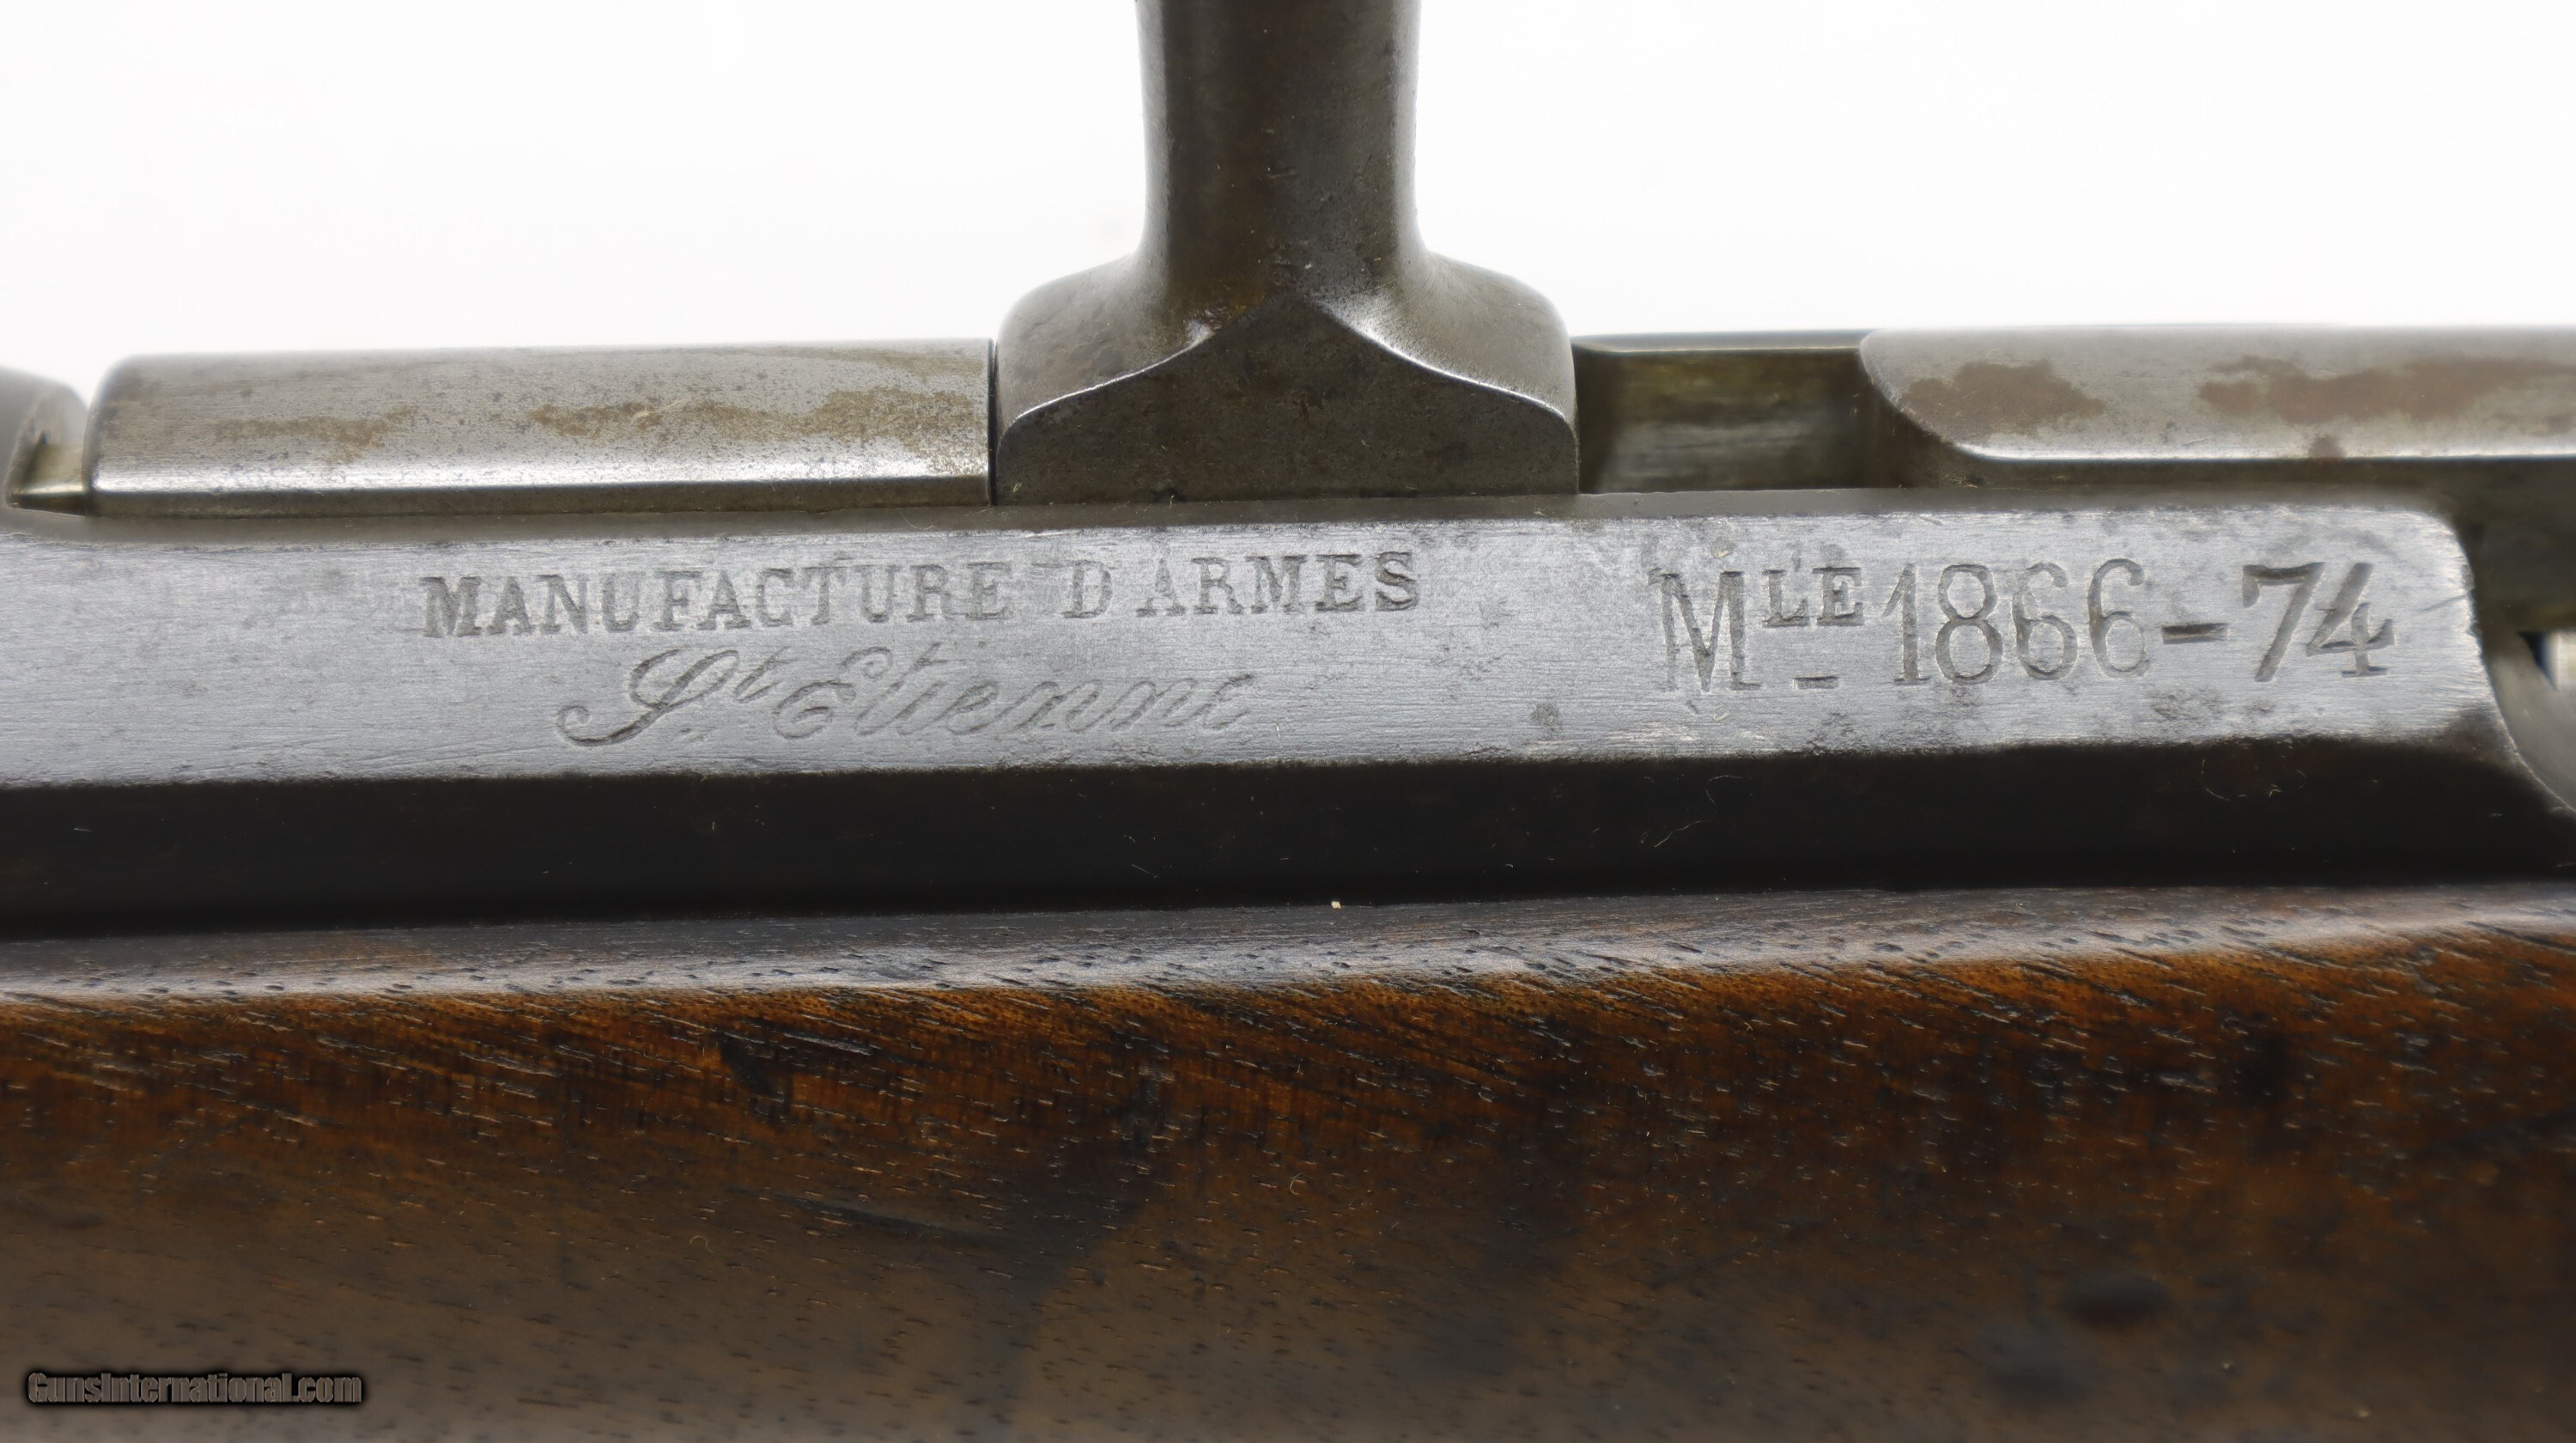 MANUFACTURE D'ARMES
St Etienne
MLE 1866-74
GunsInternational.com